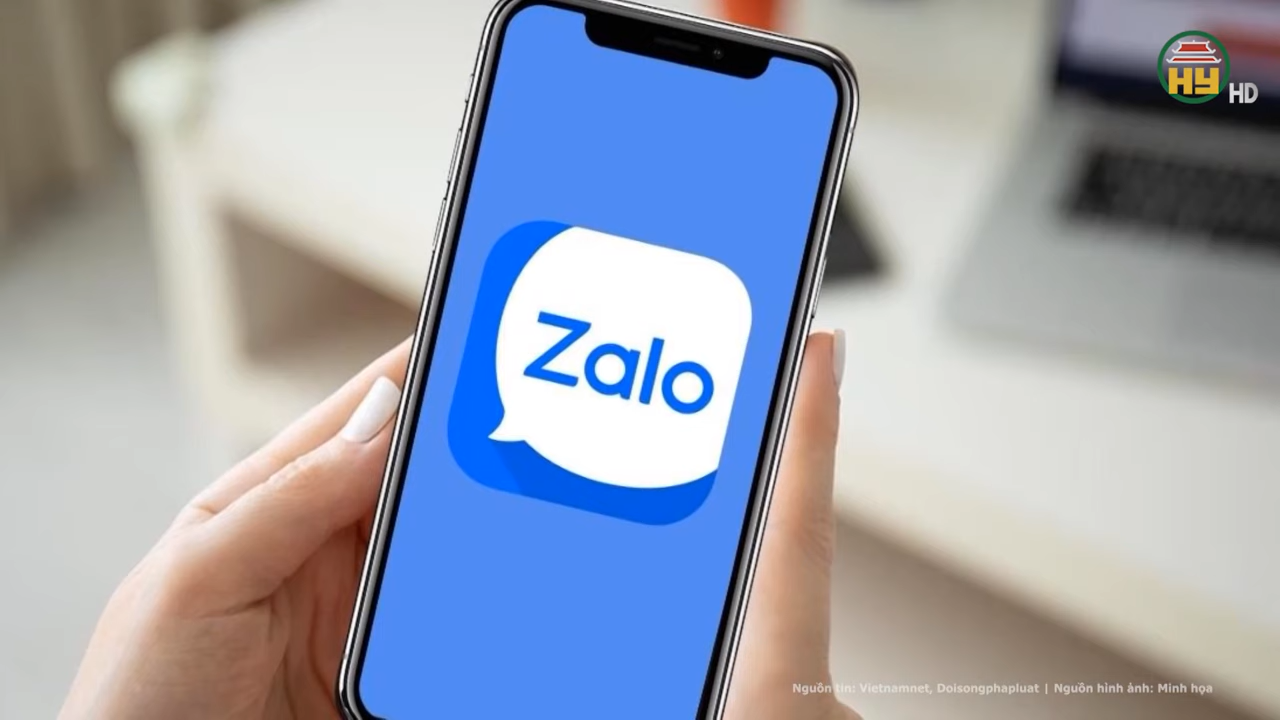 HY
HD
Zalo
Nguồn tin: Vietnamnet, Doisongphapluat | Nguồn hình ảnh: Minh họa